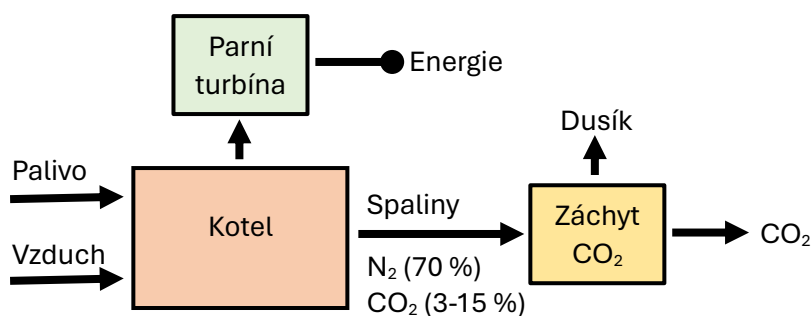 Parní
turbína
Energie
Palivo
Vzduch
Kotel
Spaliny
N₂ (70 %)
CO₂ (3-15 %)
Dusík
Záchyt
CO₂
CO₂